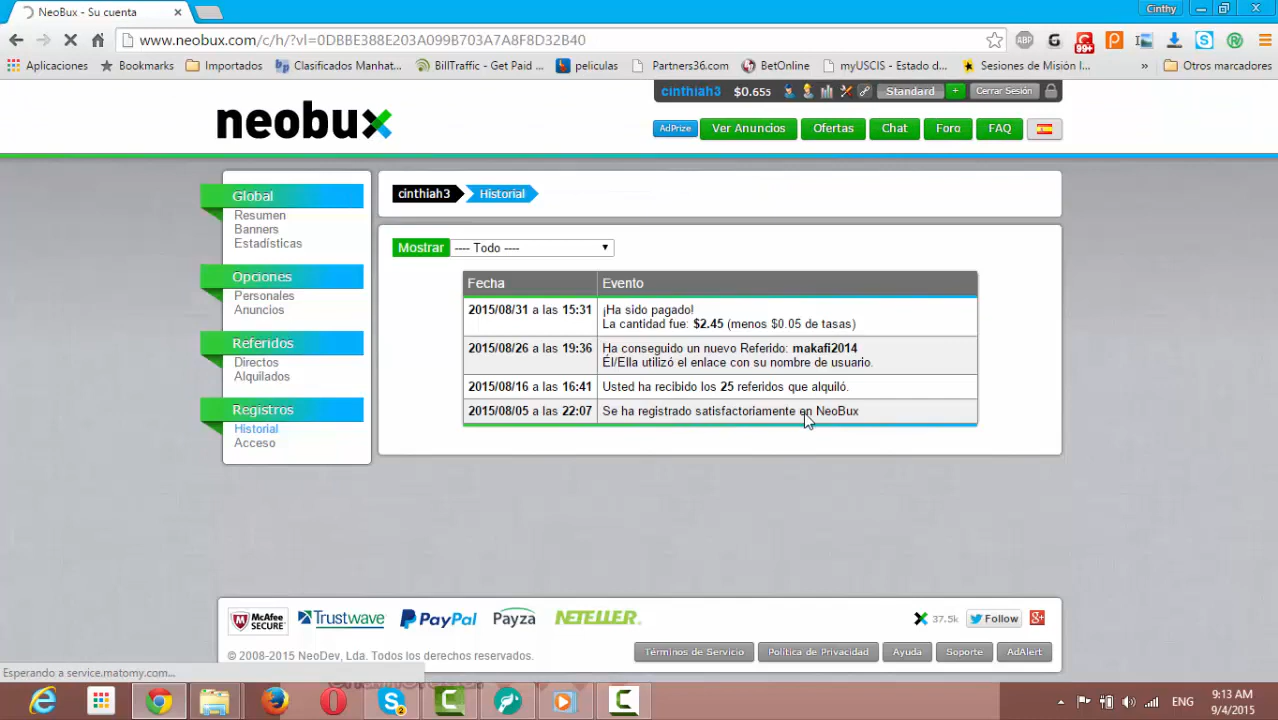 NeoBux - Su cuenta
Cinthy
www.neobux.com/c/h/?vl=0DBBE388E203A099B703A7A8F8D32B40
ABP
99+
Aplicaciones
Bookmarks
Importados
Clasificados Manhat...
BillTraffic - Get Paid ...
peliculas
Partners36.com
BetOnline
myUSCIS - Estado d...
Sesiones de Misión I...
»
Otros marcadores
cinthiah3
$0.655
Standard
+
Cerrar Sesión
neobux
AdPrize
Ver Anuncios
Ofertas
Chat
Foro
FAQ
Global
Resumen
Banners
Estadísticas
Opciones
Personales
Anuncios
Referidos
Directos
Alquilados
Registros
Historial
Acceso
cinthiah3
Historial
Mostrar
---- Todo ----
Fecha
Evento
2015/08/31 a las 15:31
¡Ha sido pagado!
La cantidad fue: $2.45 (menos $0.05 de tasas)
2015/08/26 a las 19:36
Ha conseguido un nuevo Referido: makafi2014
Él/Ella utilizó el enlace con su nombre de usuario.
2015/08/16 a las 16:41
Usted ha recibido los 25 referidos que alquiló.
2015/08/05 a las 22:07
Se ha registrado satisfactoriamente en NeoBux
McAfee SECURE
Trustwave
PayPal
Payza
NETELLER
37.5k
Follow
g+
© 2008-2015 NeoDev, Lda. Todos los derechos reservados.
Términos de Servicio
Política de Privacidad
Ayuda
Soporte
AdAlert
Esperando a service.matomy.com...
ENG
9:13 AM
9/4/2015